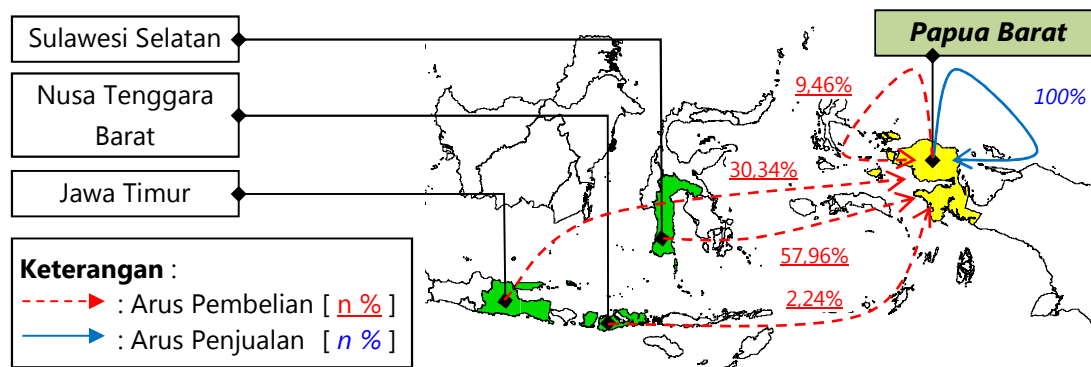 Sulawesi Selatan
Nusa Tenggara
Barat
Jawa Timur
Papua Barat
9,46%
100%
30,34%
57,96%
2,24%
Keterangan :
: Arus Pembelian [ n % ]
: Arus Penjualan [ n % ]